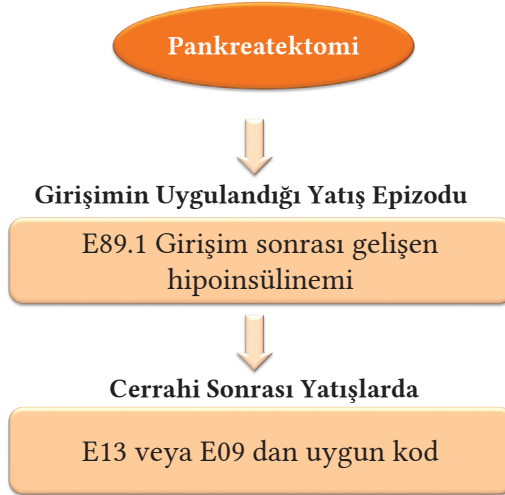 Pankreatektomi
Girişimin Uygulandığı Yatış Epizodu
E89.1 Girişim sonrası gelişen
hipoinsülinemi
Cerrahi Sonrası Yatışlarda
E13 veya E09 dan uygun kod